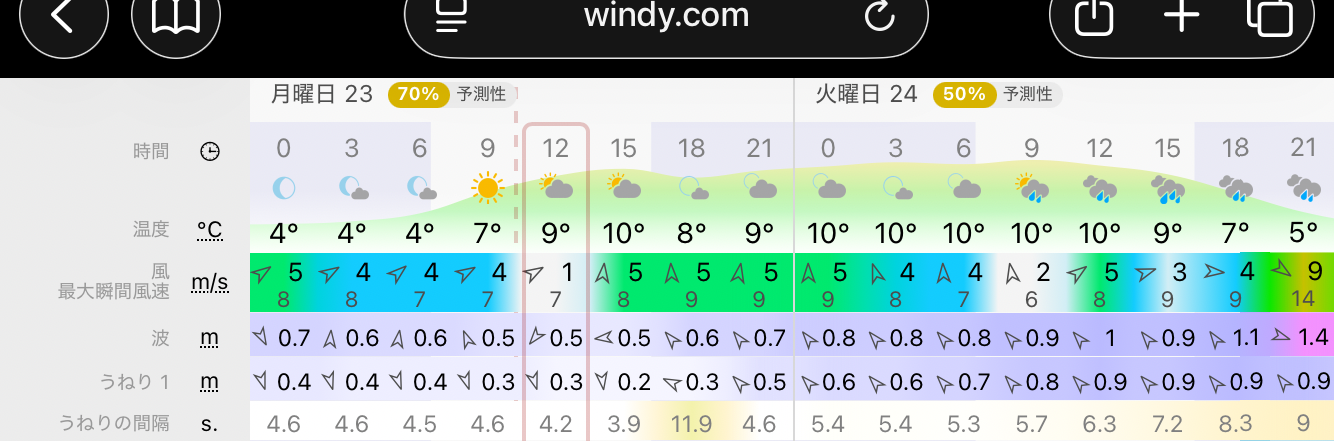 windy.com
月曜日 23 70% 予測性 火曜日 24 50% 予測性
時間 0 3 6 9 12 15 18 21 0 3 6 9 12 15 18 21
温度 °C 4° 4° 4° 7° 9° 10° 8° 9° 10° 10° 10° 10° 10° 9° 7° 5°
風 m/s 5 4 4 4 1 5 5 5 5 4 4 2 5 3 4 9
最大瞬間風速 8 8 7 7 7 8 9 9 9 8 7 6 8 9 9 14
波 m 0.7 0.6 0.6 0.5 0.5 0.5 0.6 0.7 0.8 0.8 0.8 0.9 1 0.9 1.1 1.4
うねり 1 m 0.4 0.4 0.4 0.3 0.3 0.2 0.3 0.5 0.6 0.6 0.7 0.8 0.9 0.9 0.9 0.9
うねりの間隔 s. 4.6 4.6 4.5 4.6 4.2 3.9 11.9 4.6 5.4 5.4 5.3 5.7 6.3 7.2 8.3 9